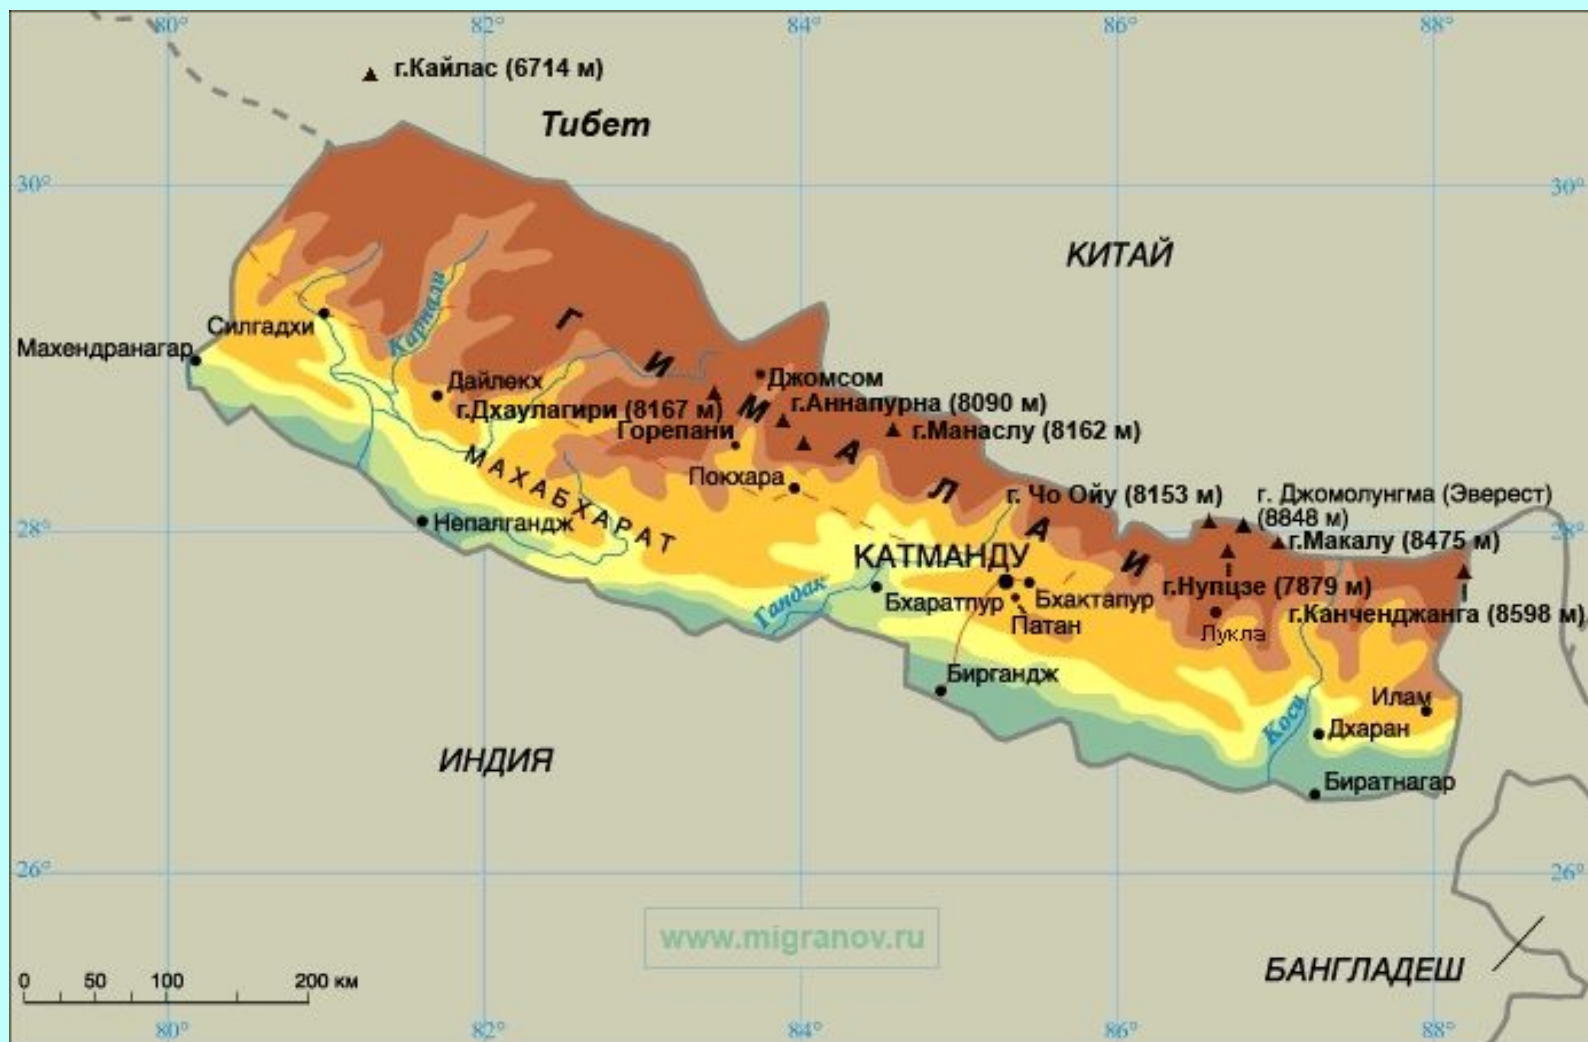 80°
82°
84°
86°
88°
г.Кайлас (6714 м)
Тибет
30°
30°
КИТАЙ
Карнали
Силгадхи
Махендранагар
ГИМАЛАИ
Дайлекх
Джомсом
г.Дхаулагири (8167 м)
г.Аннапурна (8090 м)
Горепани
г.Манаслу (8162 м)
МАХАБХАРАТ
Покхара
г. Чо Ойу (8153 м)
г. Джомолунгма (Эверест)
(8848 м)
28°
28°
Непалгандж
г.Макалу (8475 м)
КАТМАНДУ
г.Нупцзе (7879 м)
Гандак
Бхаратпур
Бхактапур
г.Канченджанга (8598 м)
Патан
Лукла
Биргандж
Илам
Коси
Дхаран
ИНДИЯ
Биратнагар
26°
26°
www.migranov.ru
БАНГЛАДЕШ
0 50 100 200 км
80°
82°
84°
86°
88°